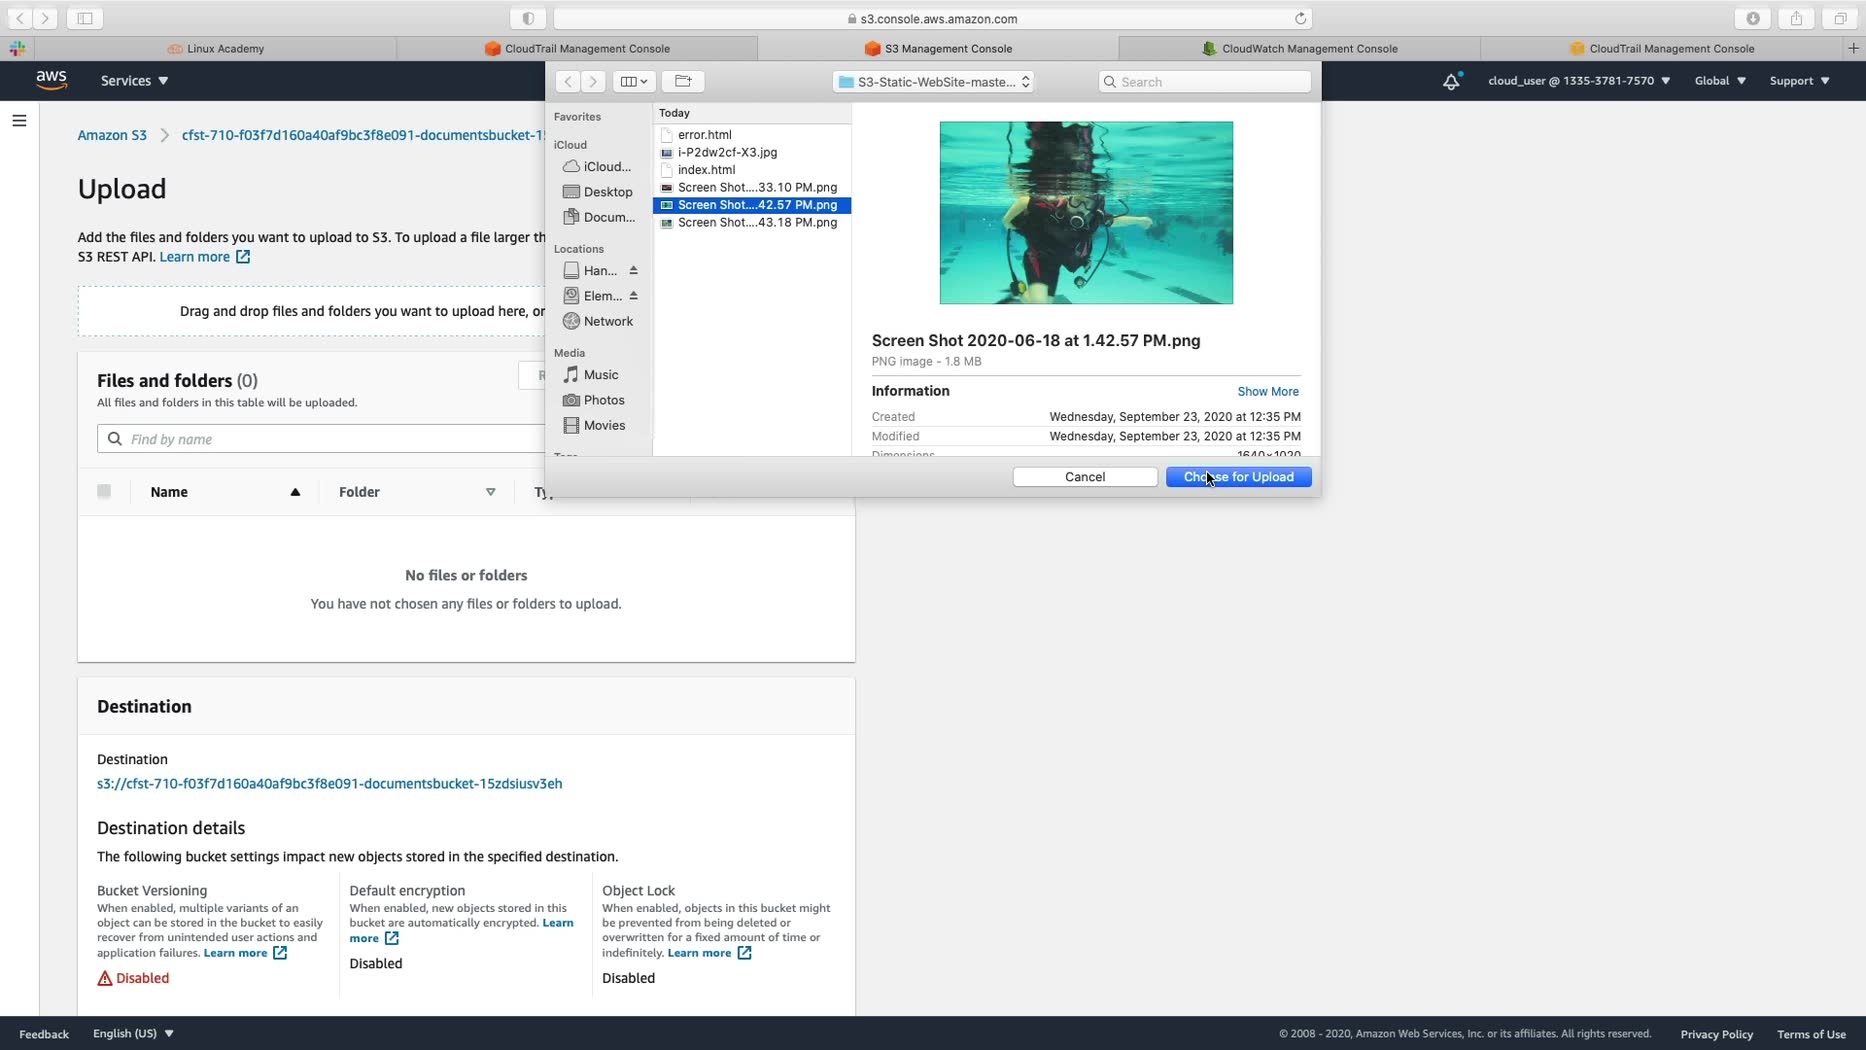 s3.console.aws.amazon.com
Linux Academy
CloudTrail Management Console
S3 Management Console
CloudWatch Management Console
CloudTrail Management Console
aws
Services
cloud_user @ 1335-3781-7570
Global
Support
S3-Static-WebSite-maste...
Search
Favorites
iCloud
iCloud...
Desktop
Docum...
Locations
Han...
Elem...
Network
Media
Music
Photos
Movies
Today
error.html
i-P2dw2cf-X3.jpg
index.html
Screen Shot....33.10 PM.png
Screen Shot....42.57 PM.png
Screen Shot....43.18 PM.png
Screen Shot 2020-06-18 at 1.42.57 PM.png
PNG image - 1.8 MB
Information
Show More
Created
Wednesday, September 23, 2020 at 12:35 PM
Modified
Wednesday, September 23, 2020 at 12:35 PM
Dimensions
1640×1020
Cancel
Choose for Upload
Amazon S3
cfst-710-f03f7d160a40af9bc3f8e091-documentsbucket-15
Upload
Add the files and folders you want to upload to S3. To upload a file larger th
S3 REST API. Learn more
Drag and drop files and folders you want to upload here, or
Files and folders (0)
All files and folders in this table will be uploaded.
Find by name
Name
Folder
No files or folders
You have not chosen any files or folders to upload.
Destination
Destination
s3://cfst-710-f03f7d160a40af9bc3f8e091-documentsbucket-15zdsiusv3eh
Destination details
The following bucket settings impact new objects stored in the specified destination.
Bucket Versioning
When enabled, multiple variants of an
object can be stored in the bucket to easily
recover from unintended user actions and
application failures. Learn more
Disabled
Default encryption
When enabled, new objects stored in this
bucket are automatically encrypted. Learn
more
Disabled
Object Lock
When enabled, objects in this bucket might
be prevented from being deleted or
overwritten for a fixed amount of time or
indefinitely. Learn more
Disabled
Feedback
English (US)
© 2008 - 2020, Amazon Web Services, Inc. or its affiliates. All rights reserved.
Privacy Policy
Terms of Use